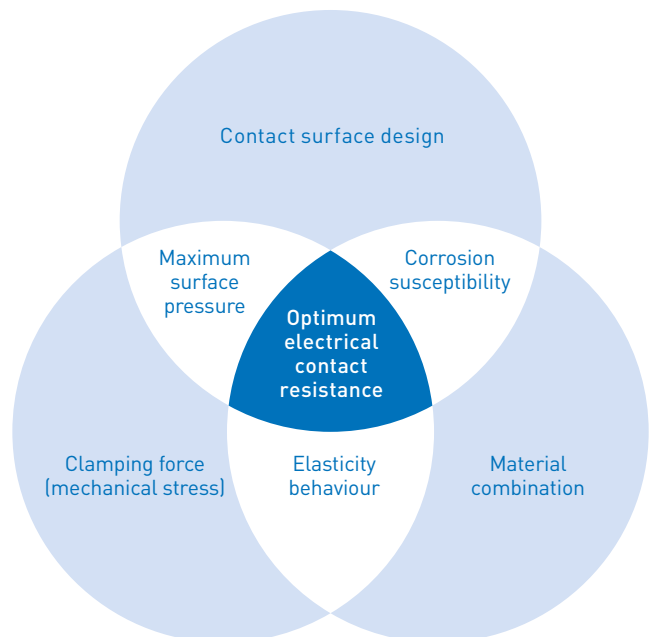 Contact surface design
Maximum
surface
pressure
Corrosion
susceptibility
Optimum
electrical
contact
resistance
Clamping force
(mechanical stress)
Elasticity
behaviour
Material
combination